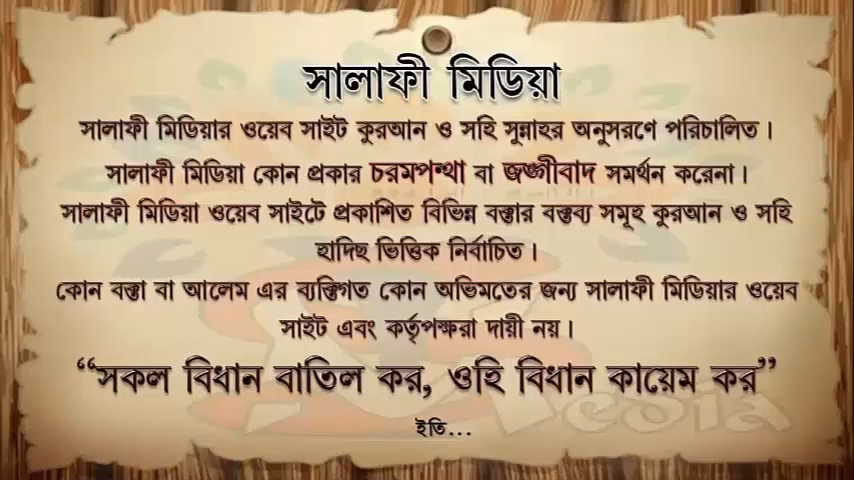 সালাফী মিডিয়া
সালাফী মিডিয়ার ওয়েব সাইট কুরআন ও সহি সুন্নাহর অনুসরণে পরিচালিত।
সালাফী মিডিয়া কোন প্রকার চরমপন্থা বা জঙ্গীবাদ সমর্থন করেনা।
সালাফী মিডিয়া ওয়েব সাইটে প্রকাশিত বিভিন্ন বক্তার বক্তব্য সমূহ কুরআন ও সহি
হাদিছ ভিত্তিক নির্বাচিত।
কোন বক্তা বা আলেম এর ব্যক্তিগত কোন অভিমতের জন্য সালাফী মিডিয়ার ওয়েব
সাইট এবং কর্তৃপক্ষরা দায়ী নয়।
“সকল বিধান বাতিল কর, ওহি বিধান কায়েম কর”
ইতি...